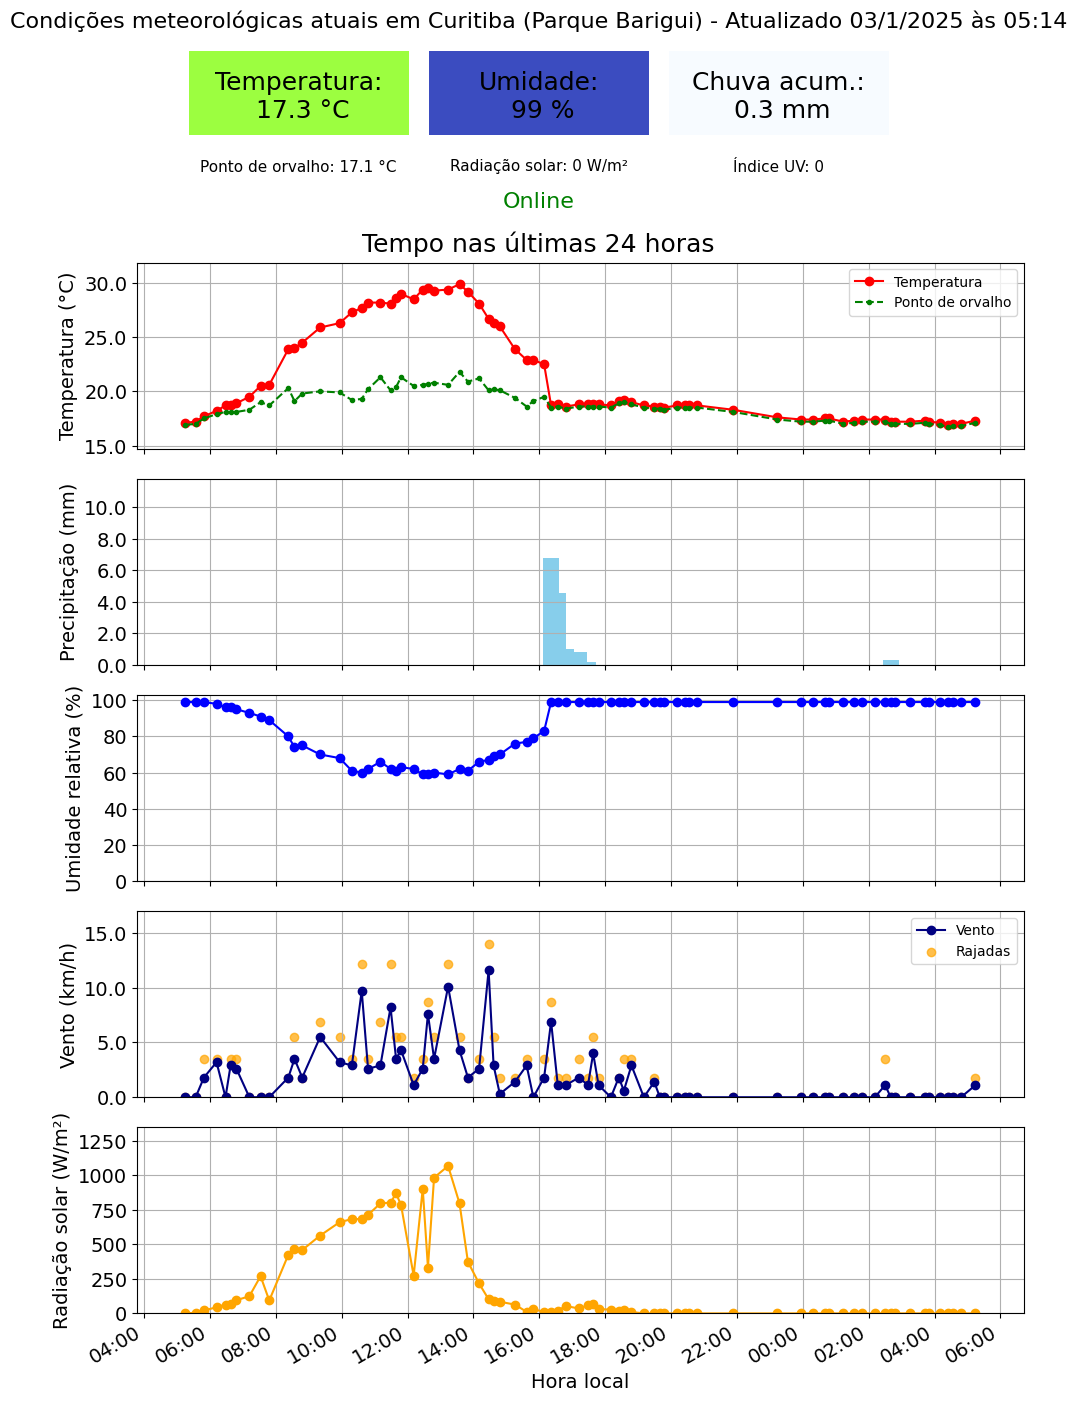 Condições meteorológicas atuais em Curitiba (Parque Barigui) - Atualizado 03/1/2025 às 05:14
Temperatura:
17.3 °C
Umidade:
99 %
Chuva acum.:
0.3 mm
Ponto de orvalho: 17.1 °C
Radiação solar: 0 W/m²
Índice UV: 0
Online
Tempo nas últimas 24 horas
Temperatura (°C)
30.0
25.0
20.0
15.0
Temperatura
Ponto de orvalho
Precipitação (mm)
10.0
8.0
6.0
4.0
2.0
0.0
Umidade relativa (%)
100
80
60
40
20
0
Vento (km/h)
15.0
10.0
5.0
0.0
Vento
Rajadas
Radiação solar (W/m²)
1250
1000
750
500
250
0
04:00 06:00 08:00 10:00 12:00 14:00 16:00 18:00 20:00 22:00 00:00 02:00 04:00 06:00
Hora local